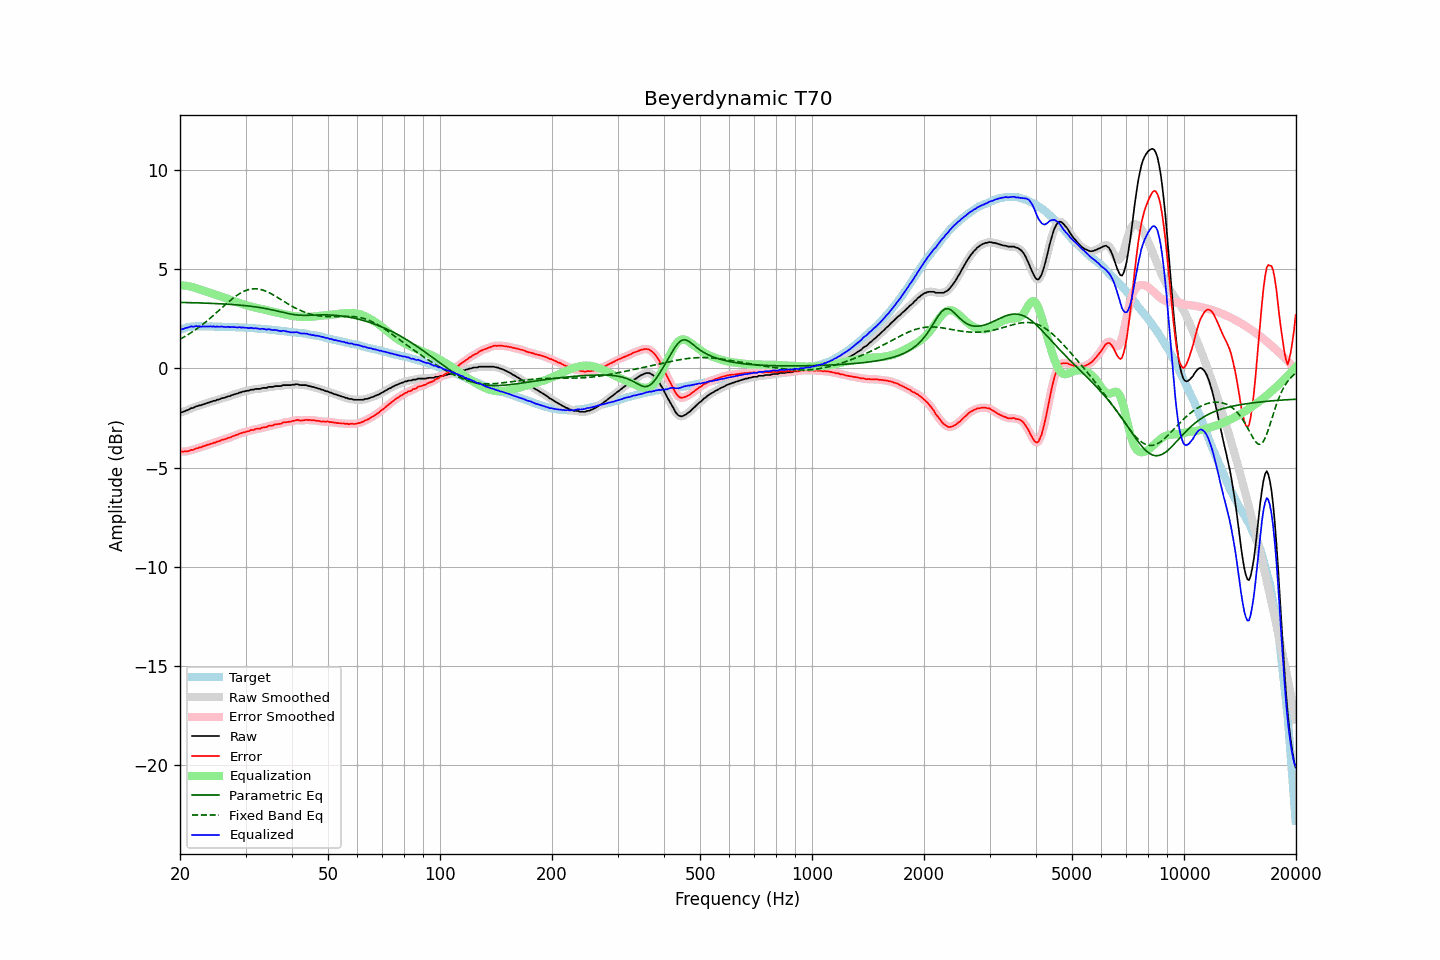 Beyerdynamic T70
Amplitude (dBr)
10
5
0
−5
−10
−15
−20
Target
Raw Smoothed
Error Smoothed
Raw
Error
Equalization
Parametric Eq
Fixed Band Eq
Equalized
20 50 100 200 500 1000 2000 5000 10000 20000
Frequency (Hz)